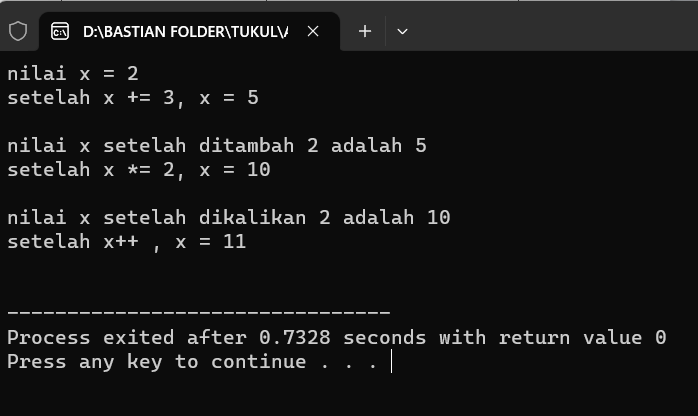 D:\BASTIAN FOLDER\TUKUL\
nilai x = 2
setelah x += 3, x = 5
nilai x setelah ditambah 2 adalah 5
setelah x *= 2, x = 10
nilai x setelah dikalikan 2 adalah 10
setelah x++ , x = 11
--------------------------------
Process exited after 0.7328 seconds with return value 0
Press any key to continue . . .